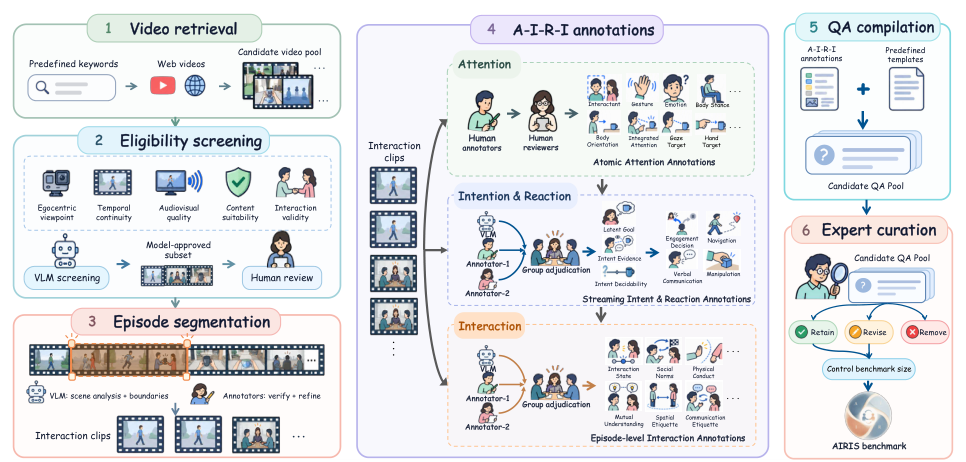 1 Video retrieval
Predefined keywords
Web videos
Candidate video pool
...
...
2 Eligibility screening
Egocentric
viewpoint
Temporal
continuity
Audiovisual
quality
Content
suitability
Interaction
validity
VLM screening
Model-approved
subset
Human review
3 Episode segmentation
...
VLM: scene analysis + boundaries
Annotators: verify + refine
Interaction clips
...
4 A-I-R-I annotations
Interaction
clips
Attention
Human
annotators
Human
reviewers
Interactant
Gesture
Emotion
Body Stance
...
Body
Orientation
Integrated
Attention
Gaze
Target
Hand
Target
...
Atomic Attention Annotations
Intention & Reaction
VLM
Annotator-1
Annotator-2
Group adjudication
Latent Goal
Intent Evidence
Intent Decidability
Engagement
Decision
Navigation
Verbal
Communication
Manipulation
Streaming Intent & Reaction Annotations
Interaction
VLM
Annotator-1
Annotator-2
Group adjudication
Interaction
State
Social
Norms
Physical
Conduct
...
Mutual
Understanding
Spatial
Etiquette
Communication
Etiquette
...
Episode-level Interaction Annotations
5 QA compilation
A-I-R-I
annotations
Predefined
templates
+
?
Candidate QA Pool
6 Expert curation
Candidate QA Pool
?
Retain
Revise
Remove
Control benchmark size
AIRIS benchmark